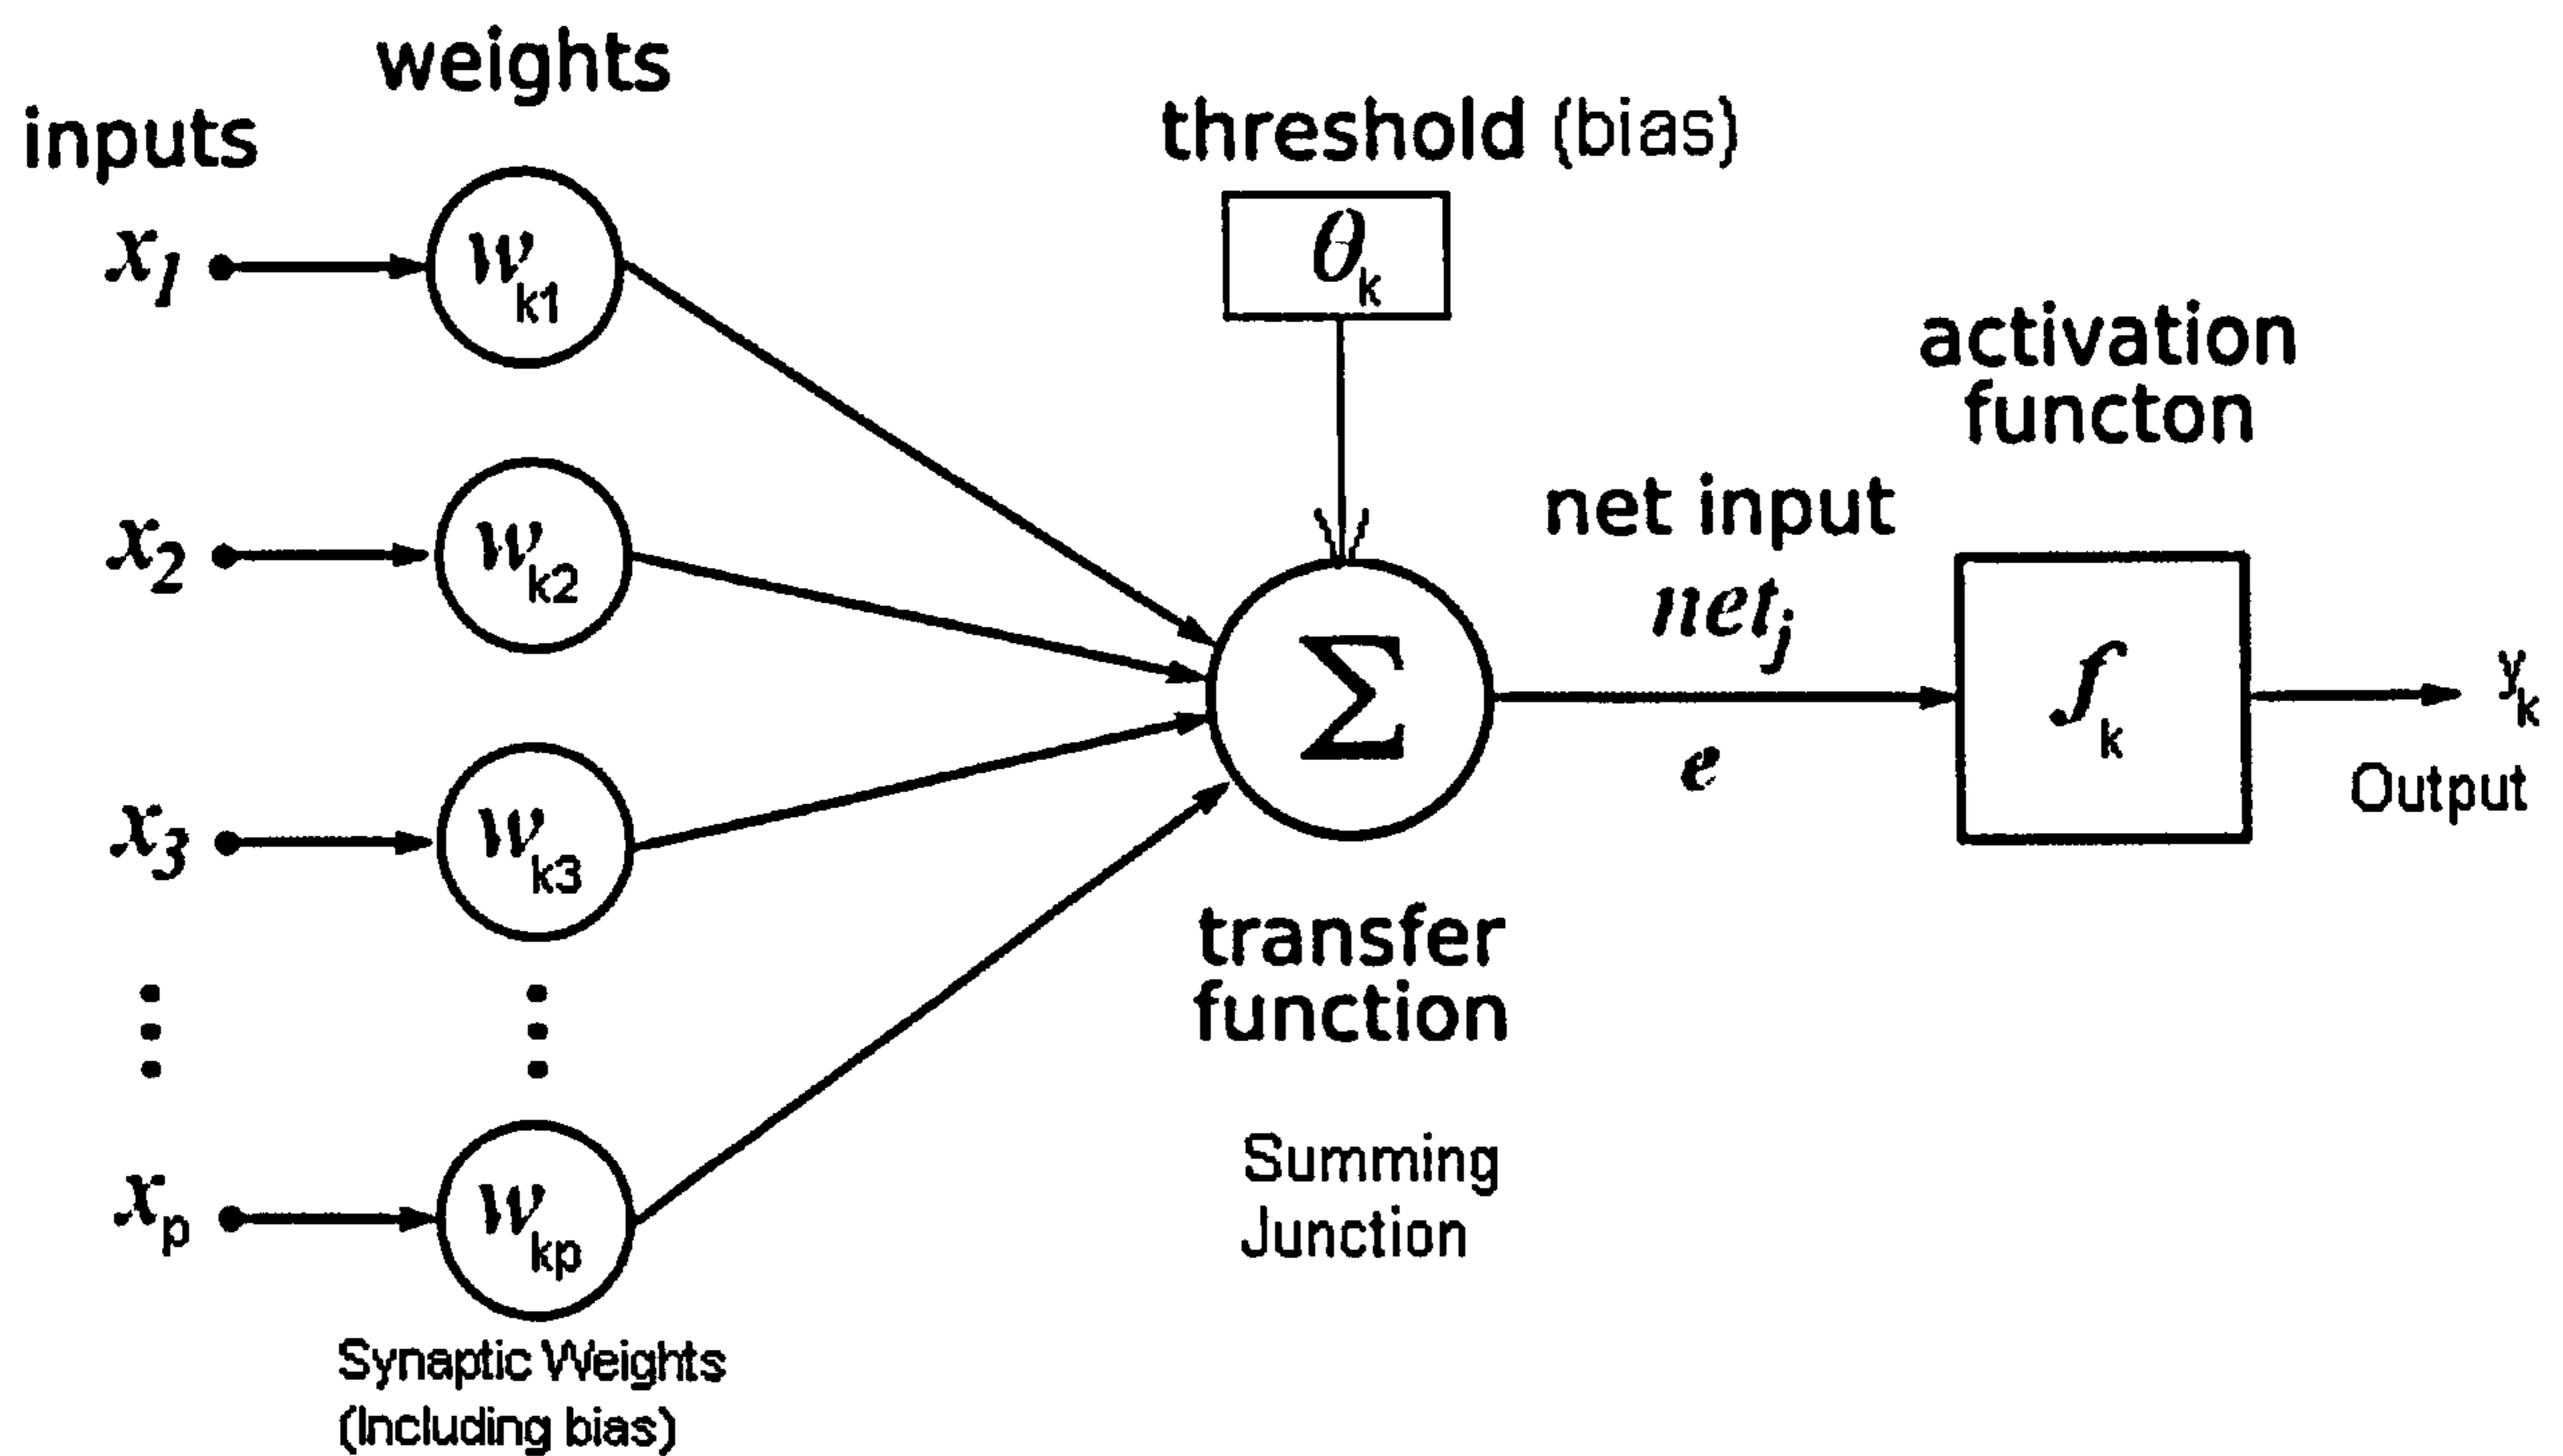 weights
inputs
threshold (bias)
x1
wk1
θk
activation
functon
net input
x2
wk2
netj
Σ
fk
yk
e
Output
x3
wk3
transfer
function
Summing
Junction
xp
wkp
Synaptic Weights
(Including bias)